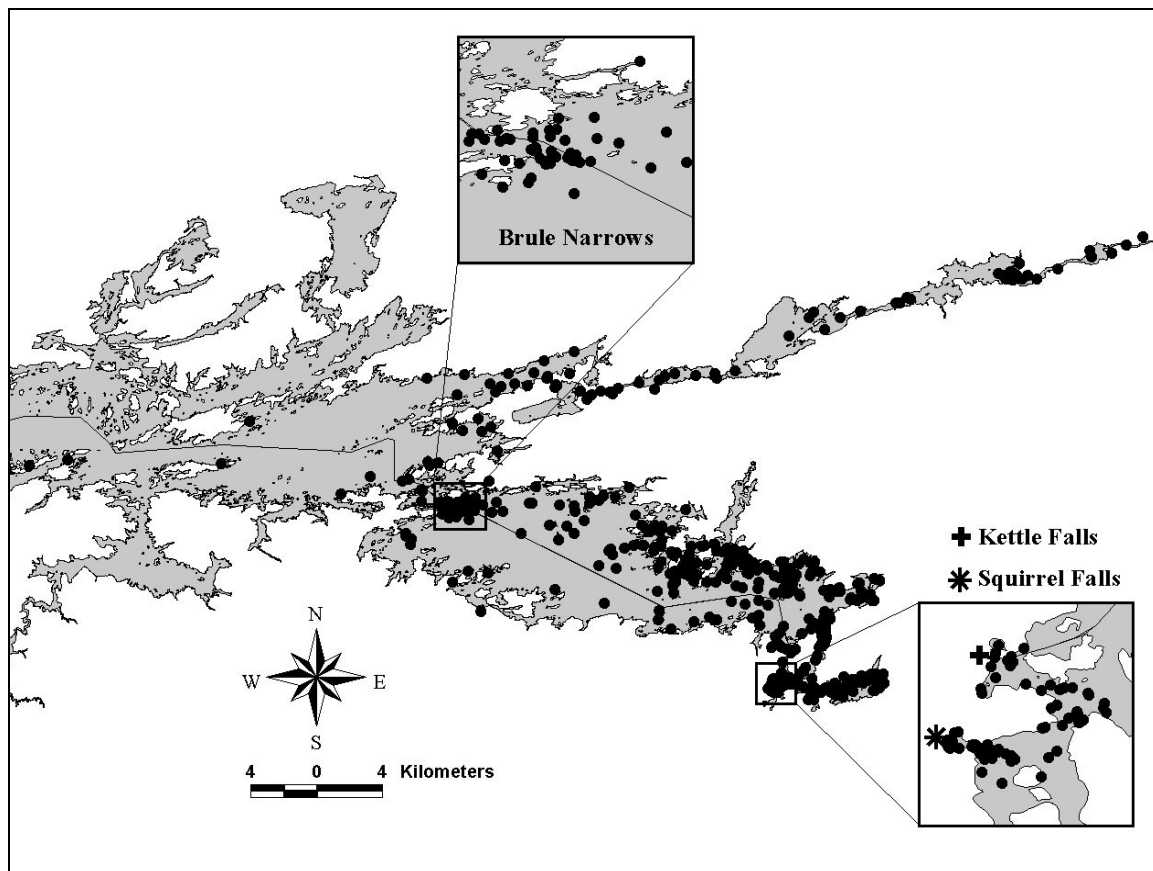 Brule Narrows
Kettle Falls
Squirrel Falls
N
W E
S
4 0 4 Kilometers